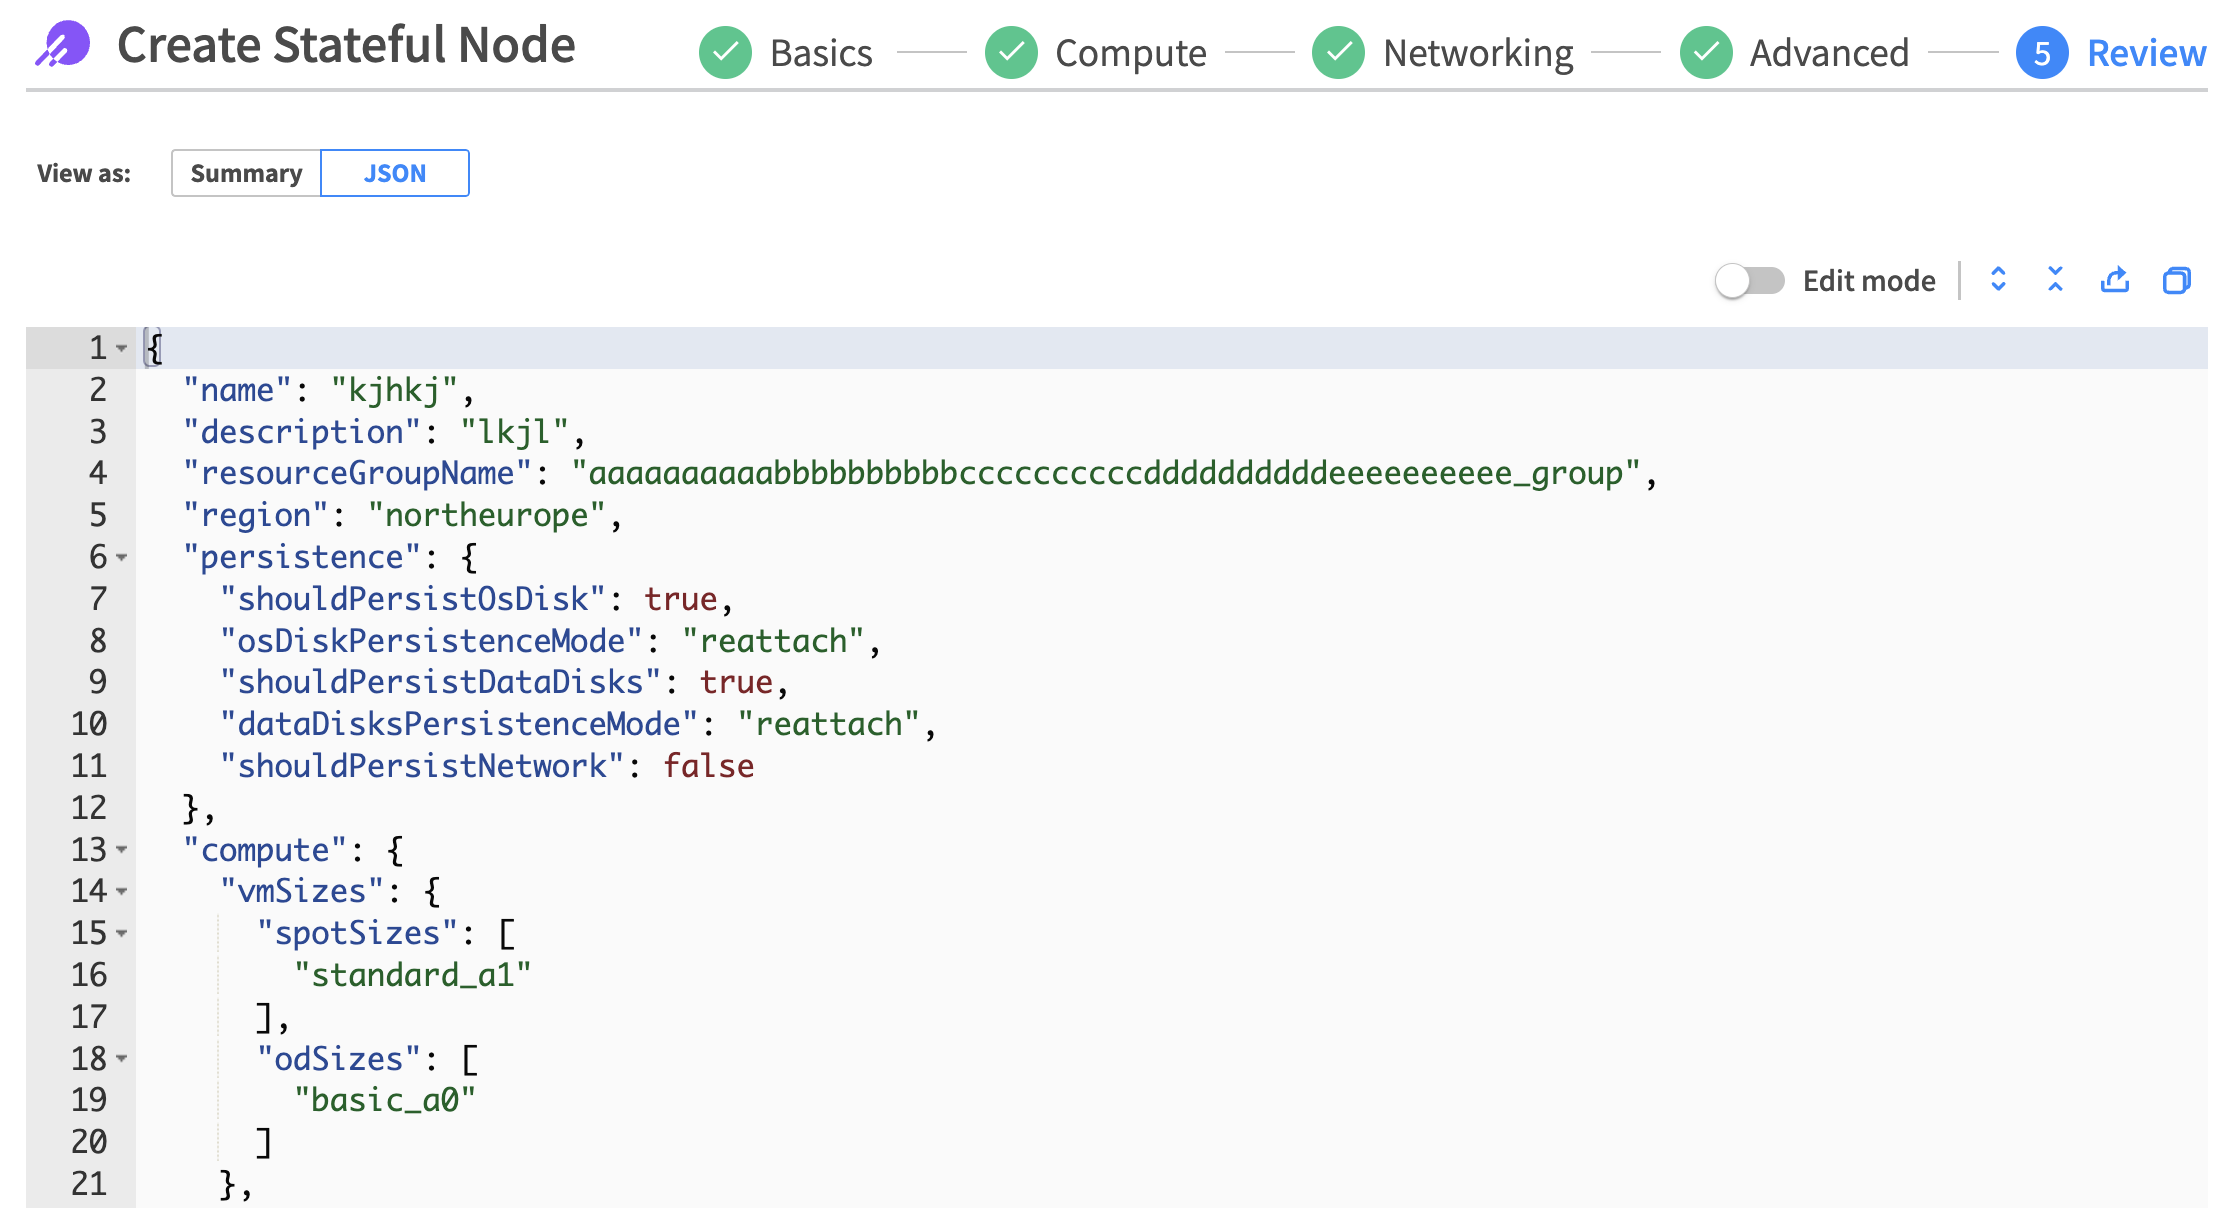 Create Stateful Node
Basics
Compute
Networking
Advanced
5 Review
View as: Summary JSON
Edit mode
1 {
2 "name": "kjhkj",
3 "description": "lkjl",
4 "resourceGroupName": "aaaaaaaaaabbbbbbbbbbccccccccccddddddddddeeeeeeeeee_group",
5 "region": "northeurope",
6 "persistence": {
7 "shouldPersistOsDisk": true,
8 "osDiskPersistenceMode": "reattach",
9 "shouldPersistDataDisks": true,
10 "dataDisksPersistenceMode": "reattach",
11 "shouldPersistNetwork": false
12 },
13 "compute": {
14 "vmSizes": {
15 "spotSizes": [
16 "standard_a1"
17 ],
18 "odSizes": [
19 "basic_a0"
20 ]
21 },